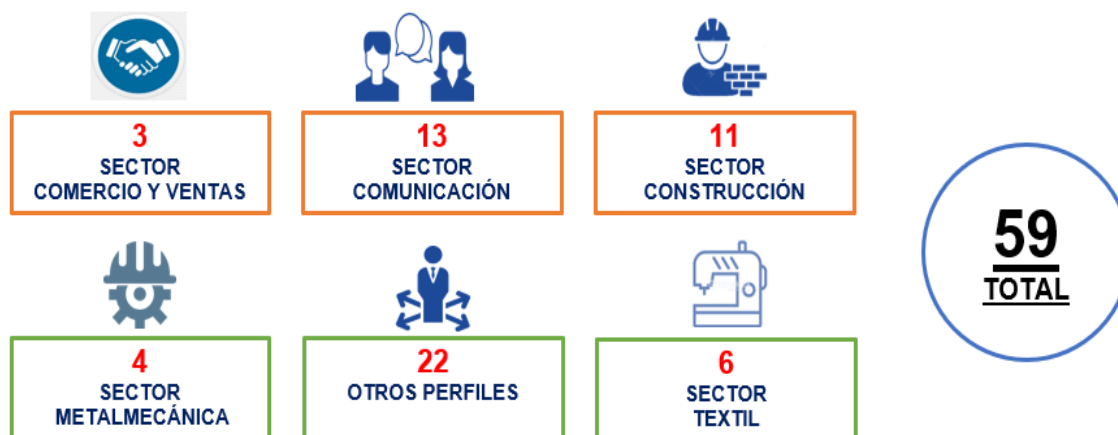 3
SECTOR
COMERCIO Y VENTAS
13
SECTOR
COMUNICACIÓN
11
SECTOR
CONSTRUCCIÓN
4
SECTOR
METALMECÁNICA
22
OTROS PERFILES
6
SECTOR
TEXTIL
59
TOTAL